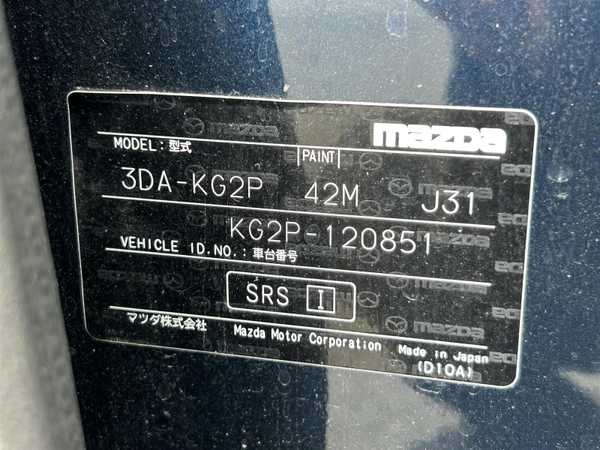 mazda
MODEL:型式 PAINT
3DA-KG2P 42M J31
KG2P-120851
VEHICLE ID.NO.:車台番号
SRS I
マツダ株式会社 Mazda Motor Corporation Made in Japan
(D10A)